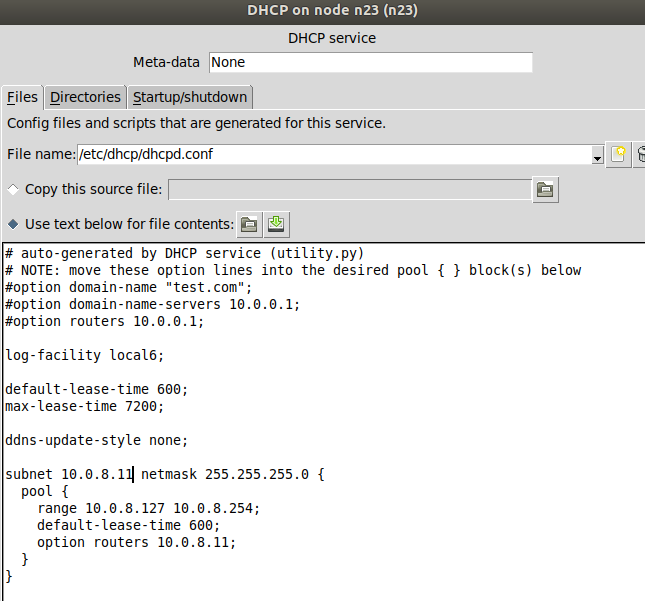 DHCP on node n23 (n23)
DHCP service
Meta-data None
Files Directories Startup/shutdown
Config files and scripts that are generated for this service.
File name: /etc/dhcp/dhcpd.conf
Copy this source file:
Use text below for file contents:
# auto-generated by DHCP service (utility.py)
# NOTE: move these option lines into the desired pool { } block(s) below
#option domain-name "test.com";
#option domain-name-servers 10.0.0.1;
#option routers 10.0.0.1;
log-facility local6;
default-lease-time 600;
max-lease-time 7200;
ddns-update-style none;
subnet 10.0.8.11 netmask 255.255.255.0 {
  pool {
    range 10.0.8.127 10.0.8.254;
    default-lease-time 600;
    option routers 10.0.8.11;
  }
}